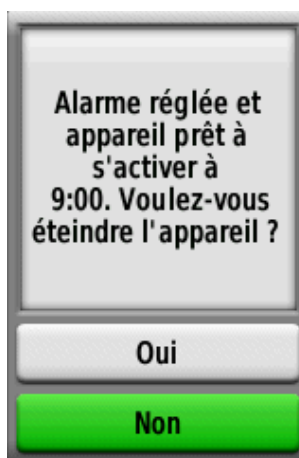 Alarme réglée et
appareil prêt à
s'activer à
9:00. Voulez-vous
éteindre l'appareil ?
Oui
Non